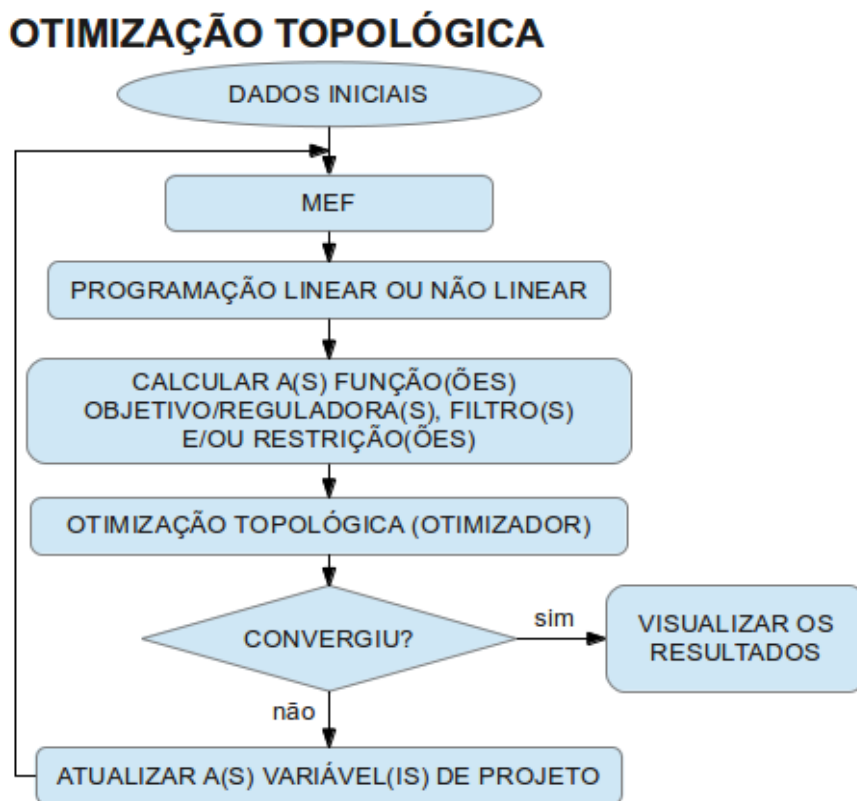 OTIMIZAÇÃO TOPOLÓGICA
DADOS INICIAIS
MEF
PROGRAMAÇÃO LINEAR OU NÃO LINEAR
CALCULAR A(S) FUNÇÃO(ÕES)
OBJETIVO/REGULADORA(S), FILTRO(S)
E/OU RESTRIÇÃO(ÕES)
OTIMIZAÇÃO TOPOLÓGICA (OTIMIZADOR)
CONVERGIU?
sim
VISUALIZAR OS
RESULTADOS
não
ATUALIZAR A(S) VARIÁVEL(IS) DE PROJETO